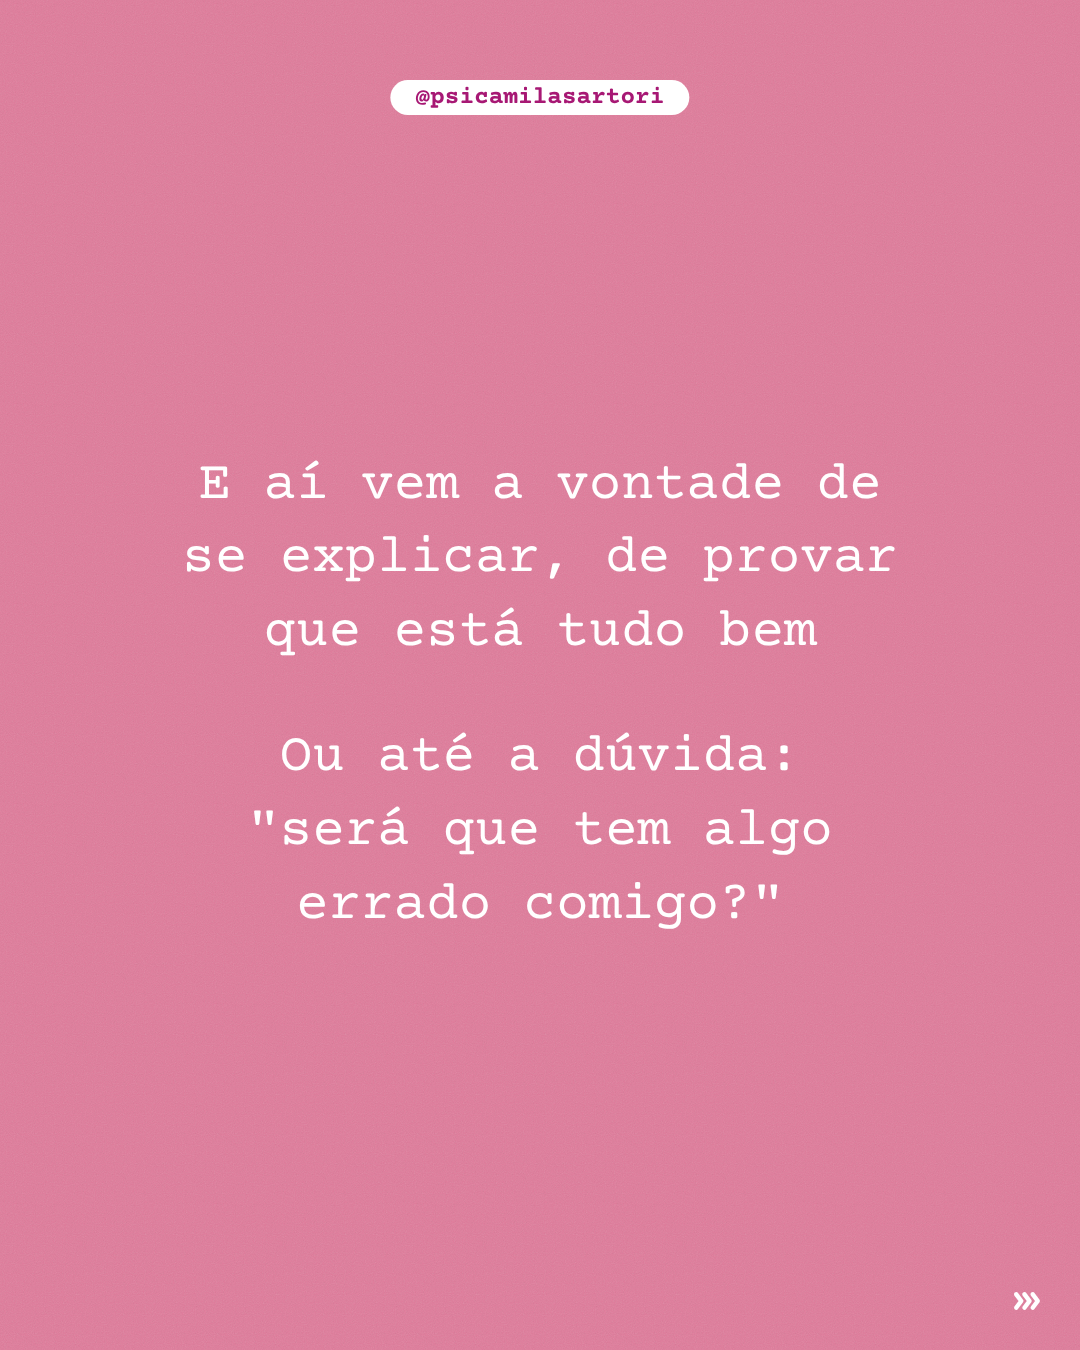 @psicamilasartori
E aí vem a vontade de
se explicar, de provar
que está tudo bem
Ou até a dúvida:
"será que tem algo
errado comigo?"